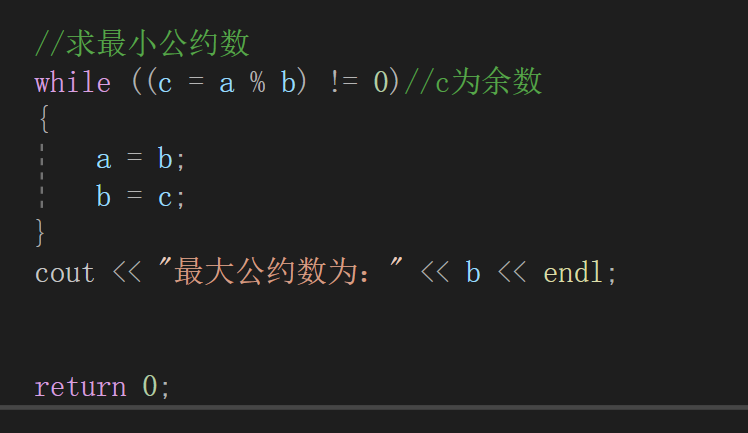 //求最小公约数
while ((c = a % b) != 0)//c为余数
{
a = b;
b = c;
}
cout << "最大公约数为：" << b << endl;
return 0;